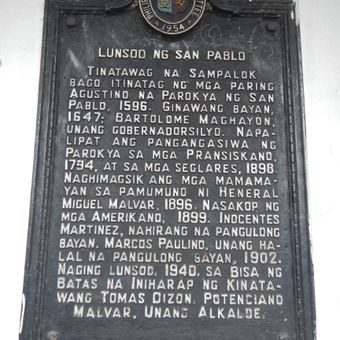 1954
LUNSOD NG SAN PABLO
TINATAWAG NA SAMPALOK
BAGO ITINATAG NG MGA PARING
AGUSTINO NA PAROKYA NG SAN
PABLO, 1596. GINAWANG BAYAN,
1647; BARTOLOME MAGHAYON,
UNANG GOBERNADORSILYO. NAPA-
LIPAT ANG PANGANGASIWA NG
PAROKYA SA MGA PRANSISKANO,
1794, AT SA MGA SEGLARES, 1898.
NAGHIMAGSIK ANG MGA MAMAMA-
YAN SA PAMUMUNO NI HENERAL
MIGUEL MALVAR, 1896. NASAKOP NG
MGA AMERIKANO, 1899. INOCENTES
MARTINEZ, NAHIRANG NA PANGULONG
BAYAN. MARCOS PAULINO, UNANG HA-
LAL NA PANGULONG BAYAN, 1902.
NAGING LUNSOD, 1940, SA BISA NG
BATAS NA INIHARAP NG KINATA-
WANG TOMAS DIZON. POTENCIANO
MALVAR, UNANG ALKALDE.